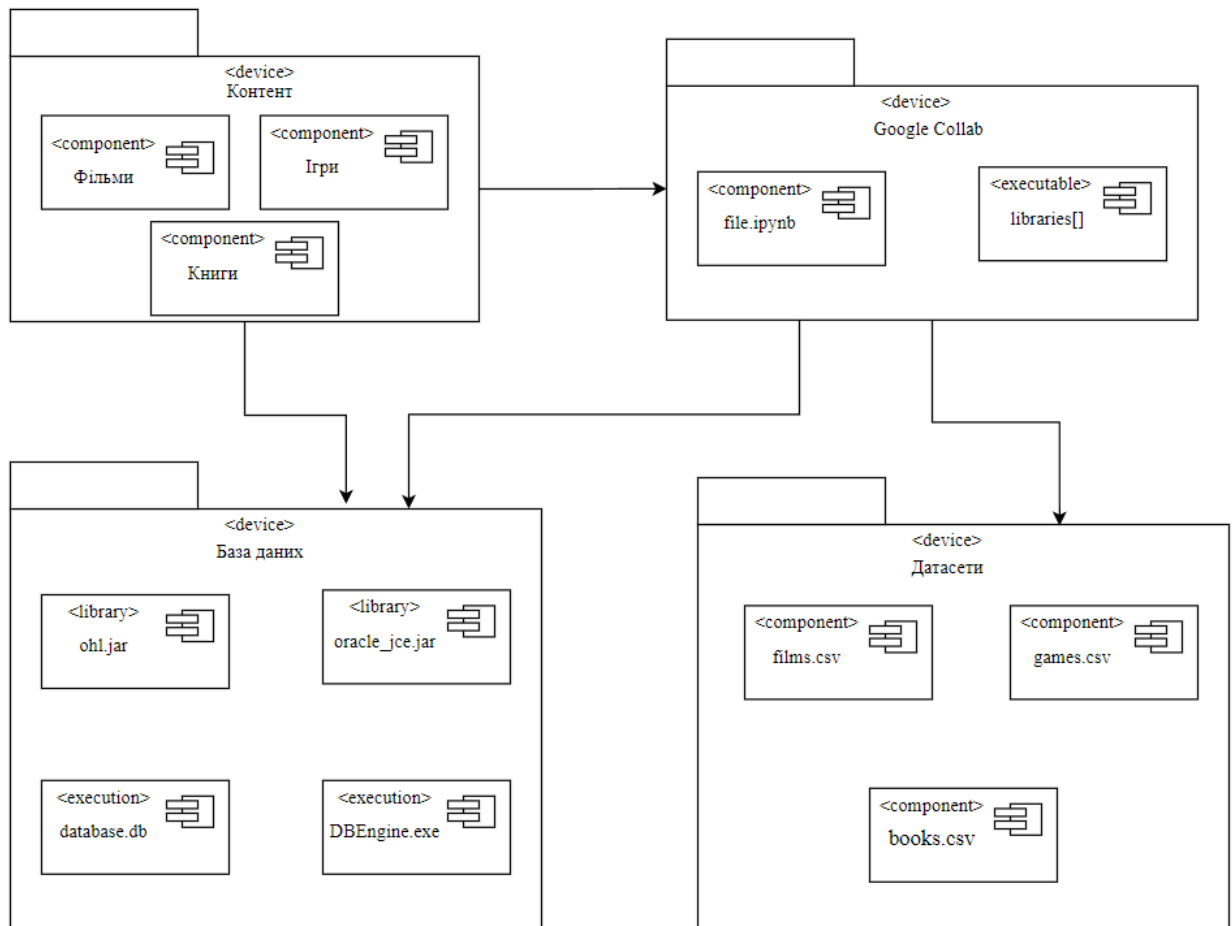 <device>
Контент
<component>
Фільми
<component>
Ігри
<component>
Книги
<device>
Google Collab
<component>
file.ipynb
<executable>
libraries[]
<device>
База даних
<library>
ohl.jar
<library>
oracle_jce.jar
<execution>
database.db
<execution>
DBEngine.exe
<device>
Датасети
<component>
films.csv
<component>
games.csv
<component>
books.csv